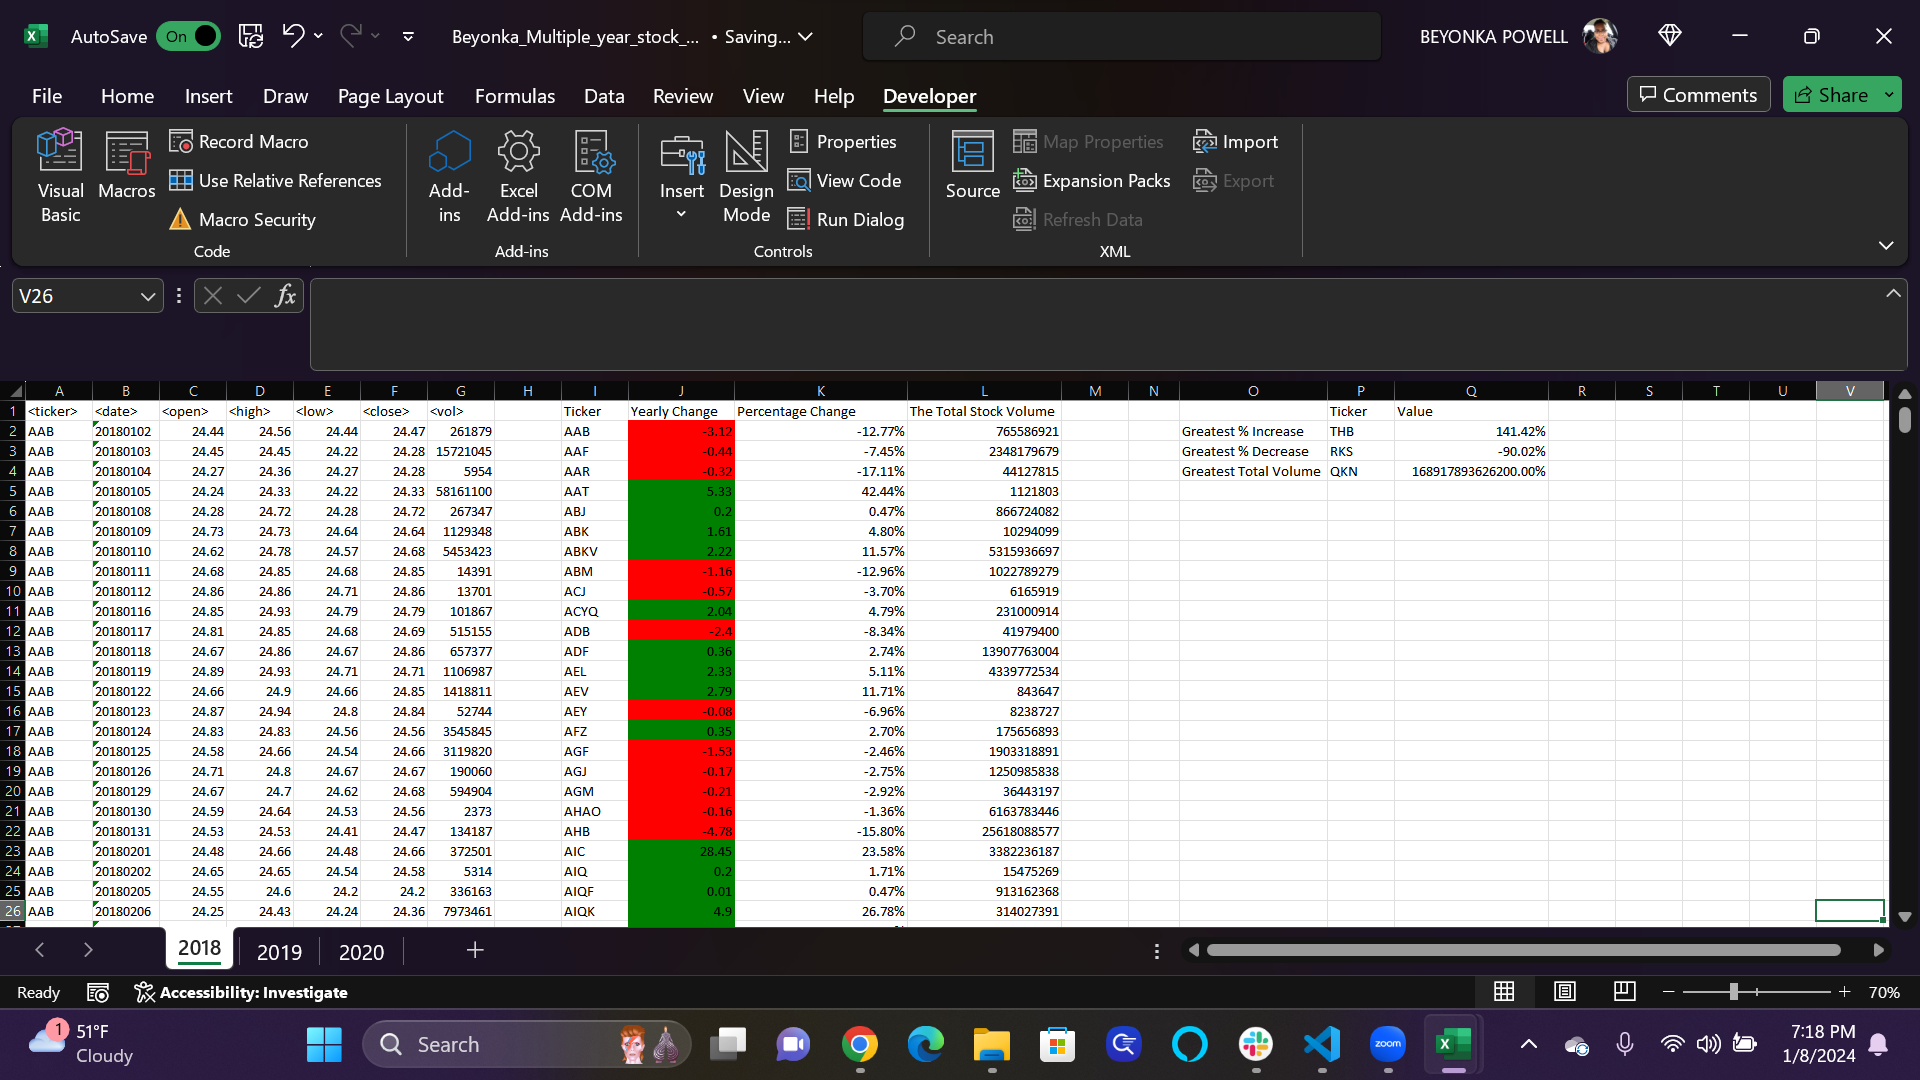 AutoSave On Beyonka_Multiple_year_stock_... • Saving... Search BEYONKA POWELL
File Home Insert Draw Page Layout Formulas Data Review View Help Developer Comments Share
Visual Basic Macros Record Macro Use Relative References Macro Security Code
Add-ins Excel Add-ins COM Add-ins Add-ins
Insert Design Mode Properties View Code Run Dialog Controls
Source Map Properties Expansion Packs Refresh Data Import Export XML
V26 fx
A B C D E F G H I J K L M N O P Q R S T U V
1 <ticker> <date> <open> <high> <low> <close> <vol> Ticker Yearly Change Percentage Change The Total Stock Volume Ticker Value
2 AAB 20180102 24.44 24.56 24.44 24.47 261879 AAB -3.12 -12.77% 765586921 Greatest % Increase THB 141.42%
3 AAB 20180103 24.45 24.45 24.22 24.28 15721045 AAF -0.44 -7.45% 2348179679 Greatest % Decrease RKS -90.02%
4 AAB 20180104 24.27 24.36 24.27 24.28 5954 AAR -0.32 -17.11% 44127815 Greatest Total Volume QKN 168917893626200.00%
5 AAB 20180105 24.24 24.33 24.22 24.33 58161100 AAT 5.33 42.44% 1121803
6 AAB 20180108 24.28 24.72 24.28 24.72 267347 ABJ 0.2 0.47% 866724082
7 AAB 20180109 24.73 24.73 24.64 24.64 1129348 ABK 1.61 4.80% 10294099
8 AAB 20180110 24.62 24.78 24.57 24.68 5453423 ABKV 2.22 11.57% 5315936697
9 AAB 20180111 24.68 24.85 24.68 24.85 14391 ABM -1.16 -12.96% 1022789279
10 AAB 20180112 24.86 24.86 24.71 24.86 13701 ACJ -0.57 -3.70% 6165919
11 AAB 20180116 24.85 24.93 24.79 24.79 101867 ACYQ 2.04 4.79% 231000914
12 AAB 20180117 24.81 24.85 24.68 24.69 515155 ADB -2.4 -8.34% 41979400
13 AAB 20180118 24.67 24.86 24.67 24.86 657377 ADF 0.36 2.74% 13907763004
14 AAB 20180119 24.89 24.93 24.71 24.71 1106987 AEL 2.33 5.11% 4339772534
15 AAB 20180122 24.66 24.9 24.66 24.85 1418811 AEV 2.79 11.71% 843647
16 AAB 20180123 24.87 24.94 24.8 24.84 52744 AEY -0.08 -6.96% 8238727
17 AAB 20180124 24.83 24.83 24.56 24.56 3545845 AFZ 0.35 2.70% 175656893
18 AAB 20180125 24.58 24.66 24.54 24.66 3119820 AGF -1.53 -2.46% 1903318891
19 AAB 20180126 24.71 24.8 24.67 24.67 190060 AGJ -0.17 -2.75% 1250985838
20 AAB 20180129 24.67 24.7 24.62 24.68 594904 AGM -0.21 -2.92% 36443197
21 AAB 20180130 24.59 24.64 24.53 24.56 2373 AHAO -0.16 -1.36% 6163783446
22 AAB 20180131 24.53 24.53 24.41 24.47 134187 AHB -4.78 -15.80% 25618088577
23 AAB 20180201 24.48 24.66 24.48 24.66 372501 AIC 28.45 23.58% 3382236187
24 AAB 20180202 24.65 24.65 24.54 24.58 5314 AIQ 0.2 1.71% 15475269
25 AAB 20180205 24.55 24.6 24.2 24.2 336163 AIQF 0.01 0.47% 913162368
26 AAB 20180206 24.25 24.43 24.24 24.36 7973461 AIQK 4.9 26.78% 314027391
2018 2019 2020
Ready Accessibility: Investigate 70%
1 51°F Cloudy Search zoom 7:18 PM 1/8/2024